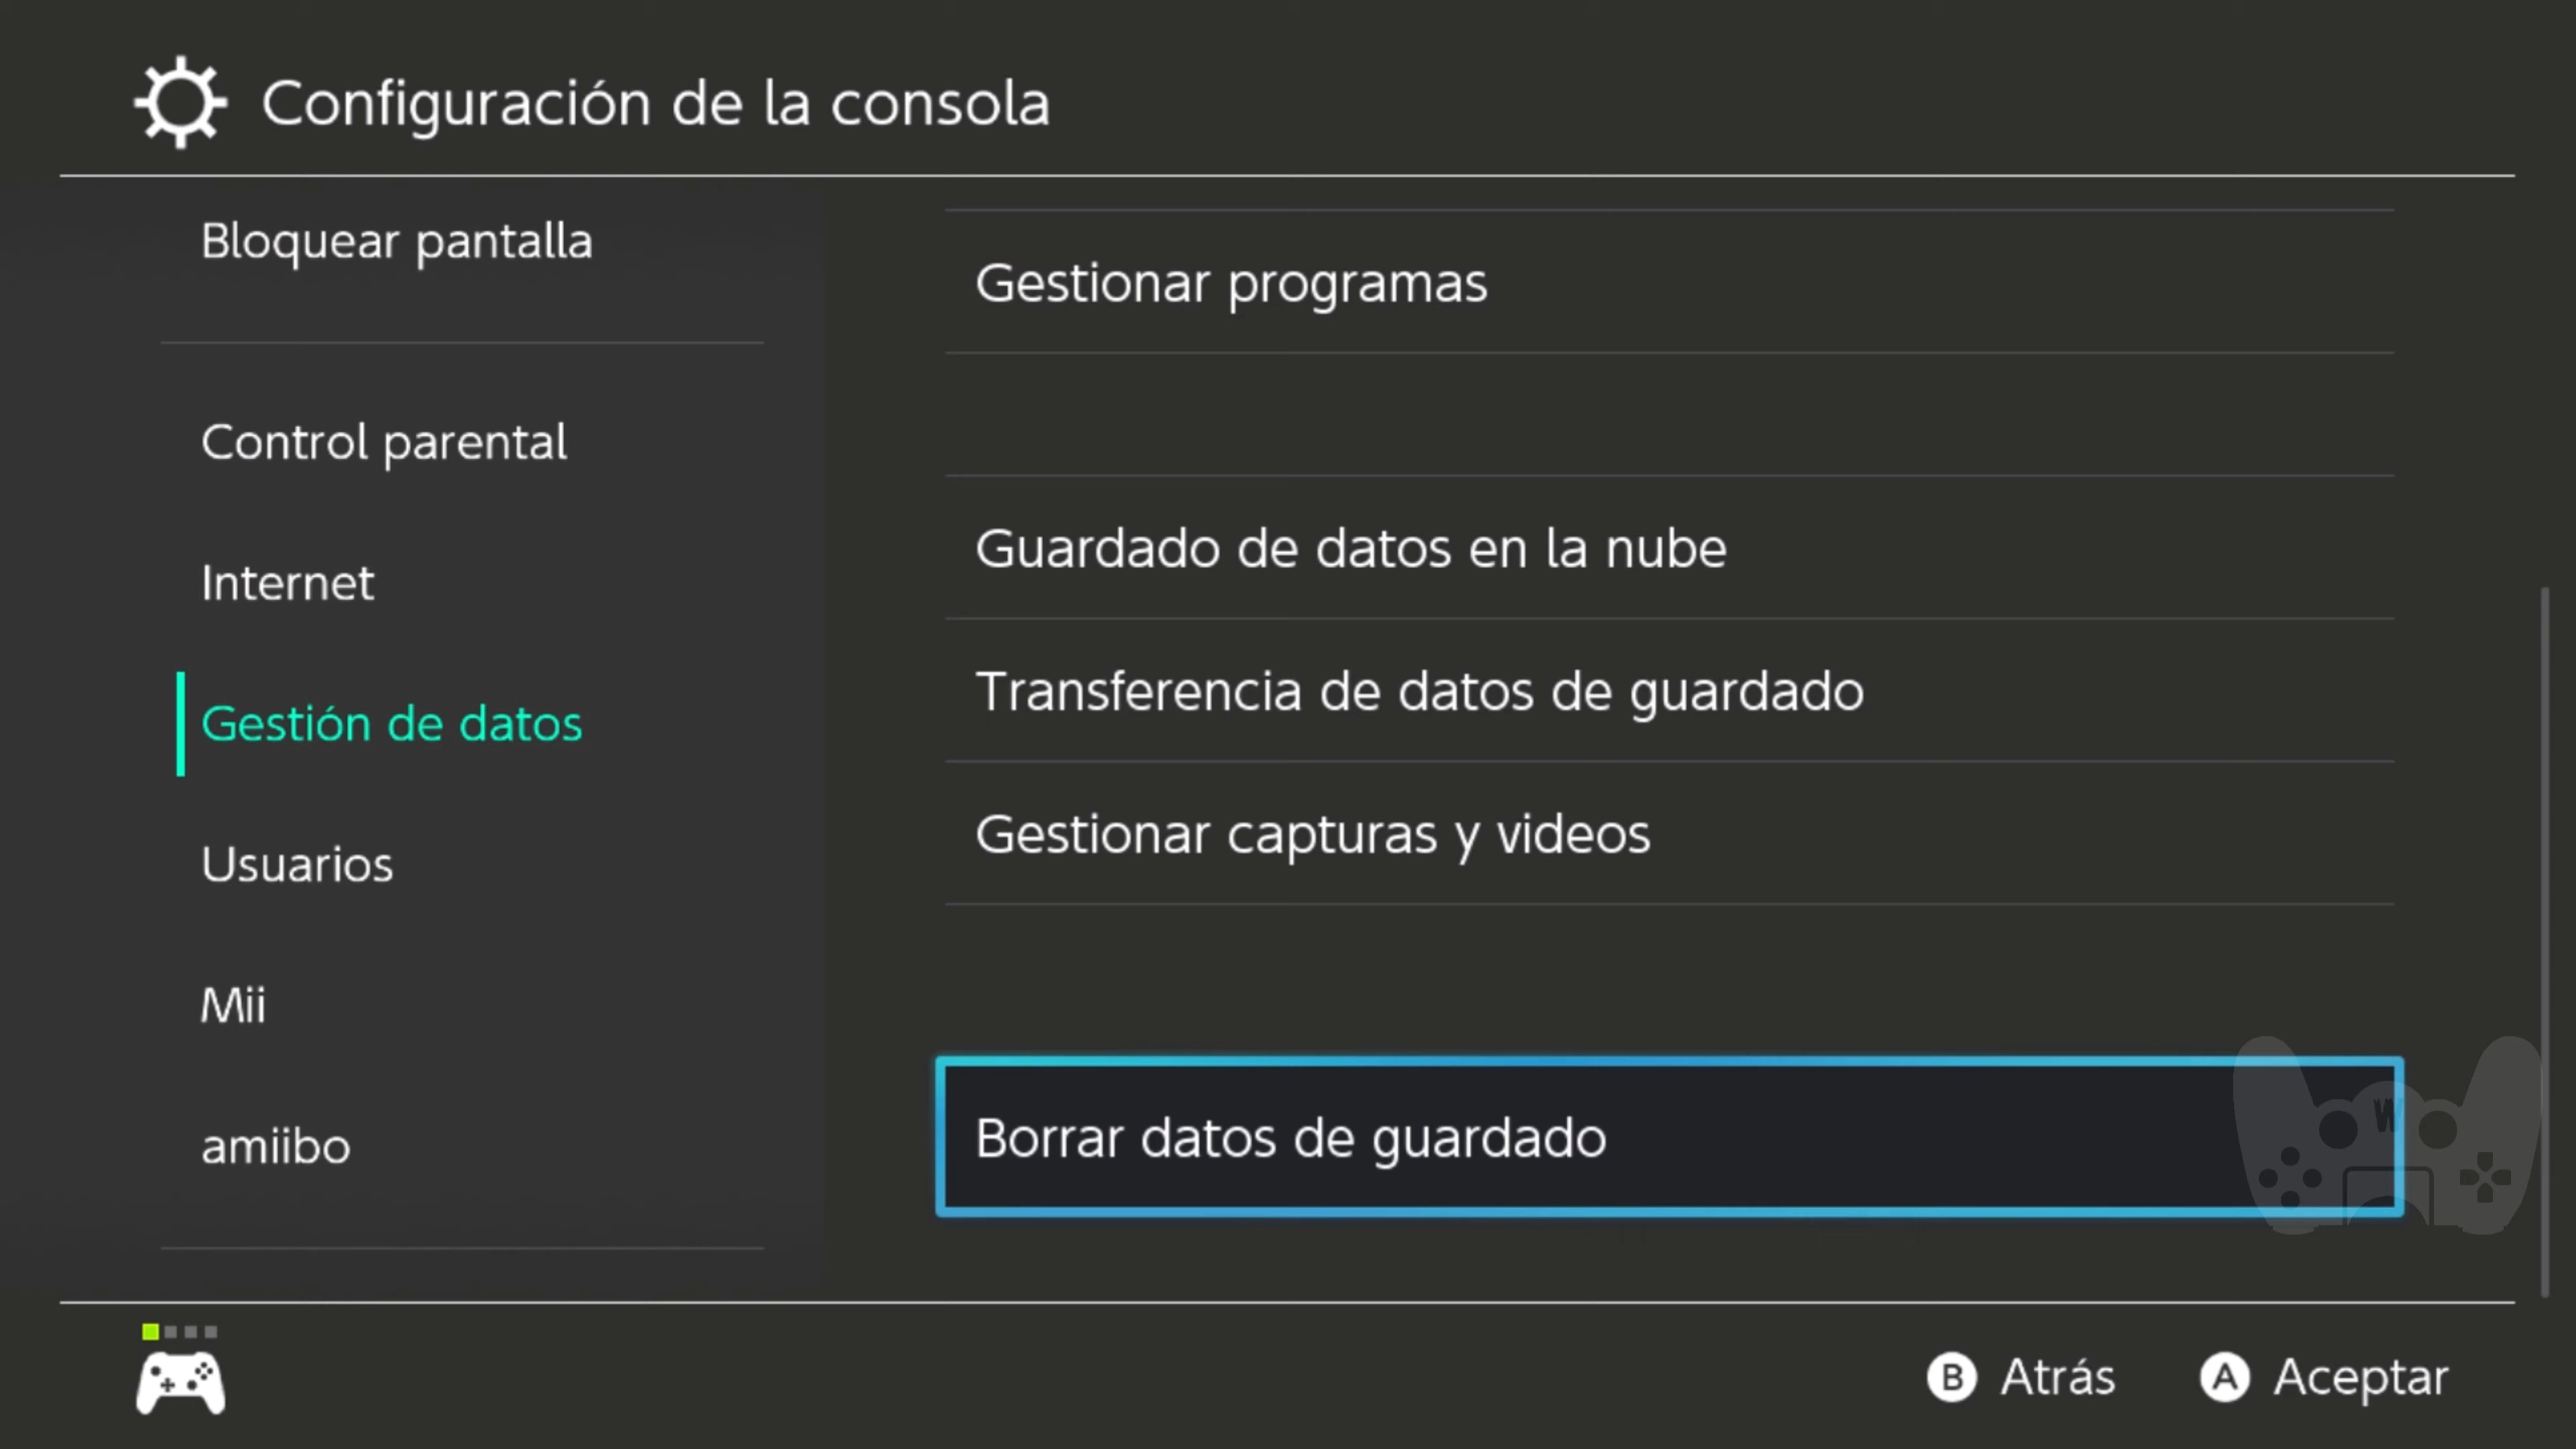 Configuración de la consola
Bloquear pantalla
Control parental
Internet
Gestión de datos
Usuarios
Mii
amiibo
Gestionar programas
Guardado de datos en la nube
Transferencia de datos de guardado
Gestionar capturas y videos
Borrar datos de guardado
W
B Atrás
A Aceptar